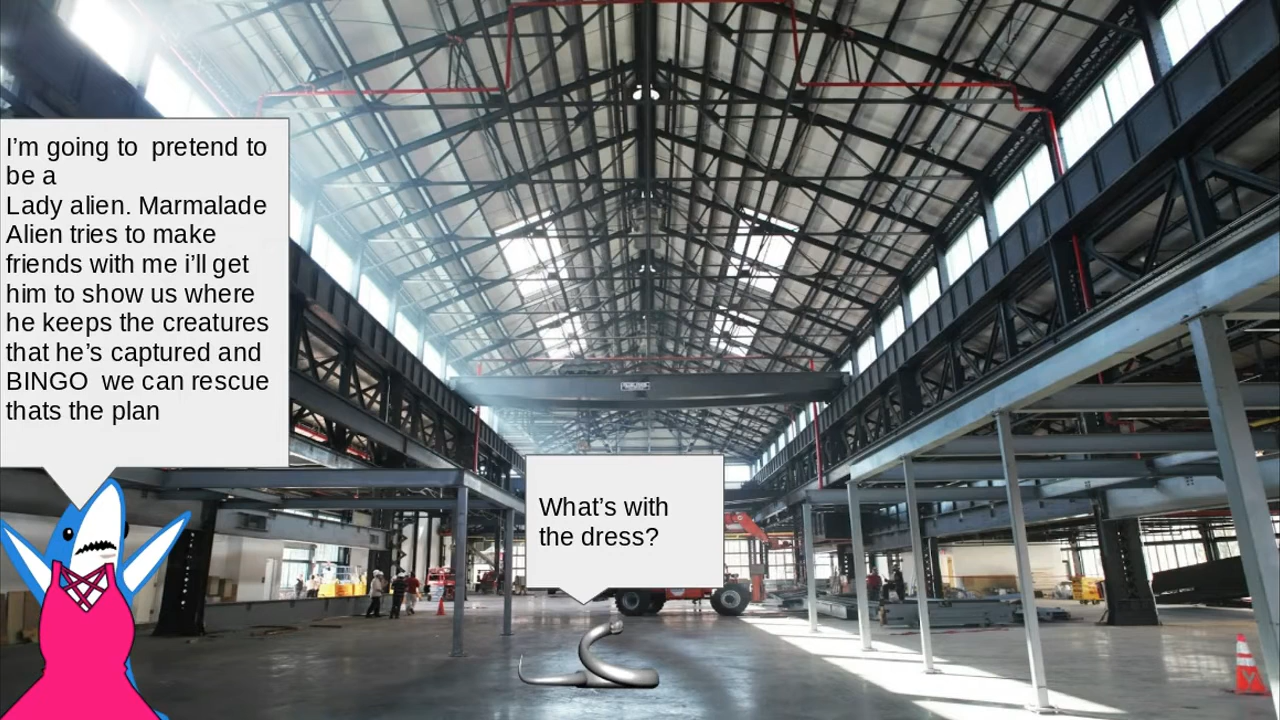 I'm going to  pretend to
be a
Lady alien. Marmalade
Alien tries to make
friends with me i'll get
him to show us where
he keeps the creatures
that he's captured and
BINGO  we can rescue
thats the plan
What's with
the dress?